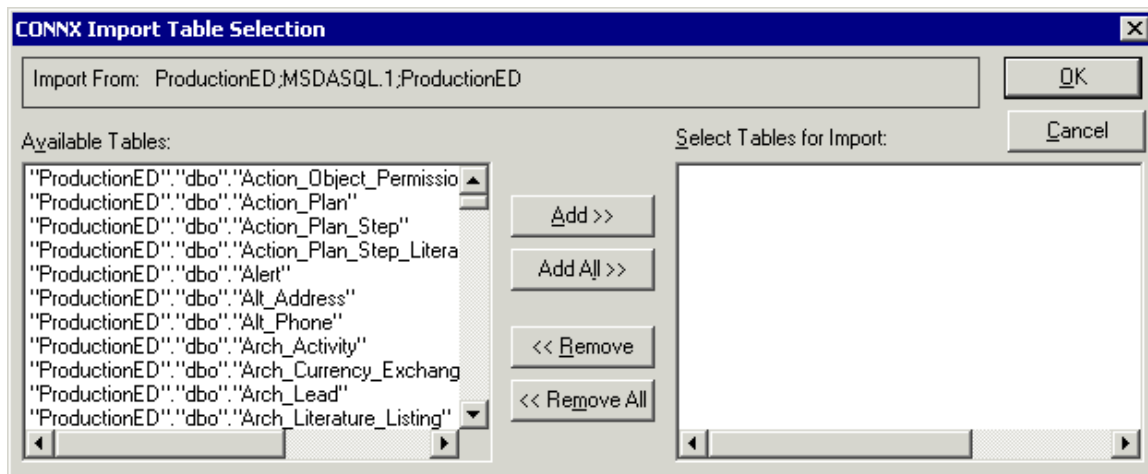 CONNX Import Table Selection
Import From: ProductionED;MSDASQL.1;ProductionED
OK
Cancel
Available Tables:
Select Tables for Import:
"ProductionED"."dbo"."Action_Object_Permissio
"ProductionED"."dbo"."Action_Plan"
"ProductionED"."dbo"."Action_Plan_Step"
"ProductionED"."dbo"."Action_Plan_Step_Litera
"ProductionED"."dbo"."Alert"
"ProductionED"."dbo"."Alt_Address"
"ProductionED"."dbo"."Alt_Phone"
"ProductionED"."dbo"."Arch_Activity"
"ProductionED"."dbo"."Arch_Currency_Exchang
"ProductionED"."dbo"."Arch_Lead"
"ProductionED"."dbo"."Arch_Literature_Listing"
Add >>
Add All >>
<< Remove
<< Remove All